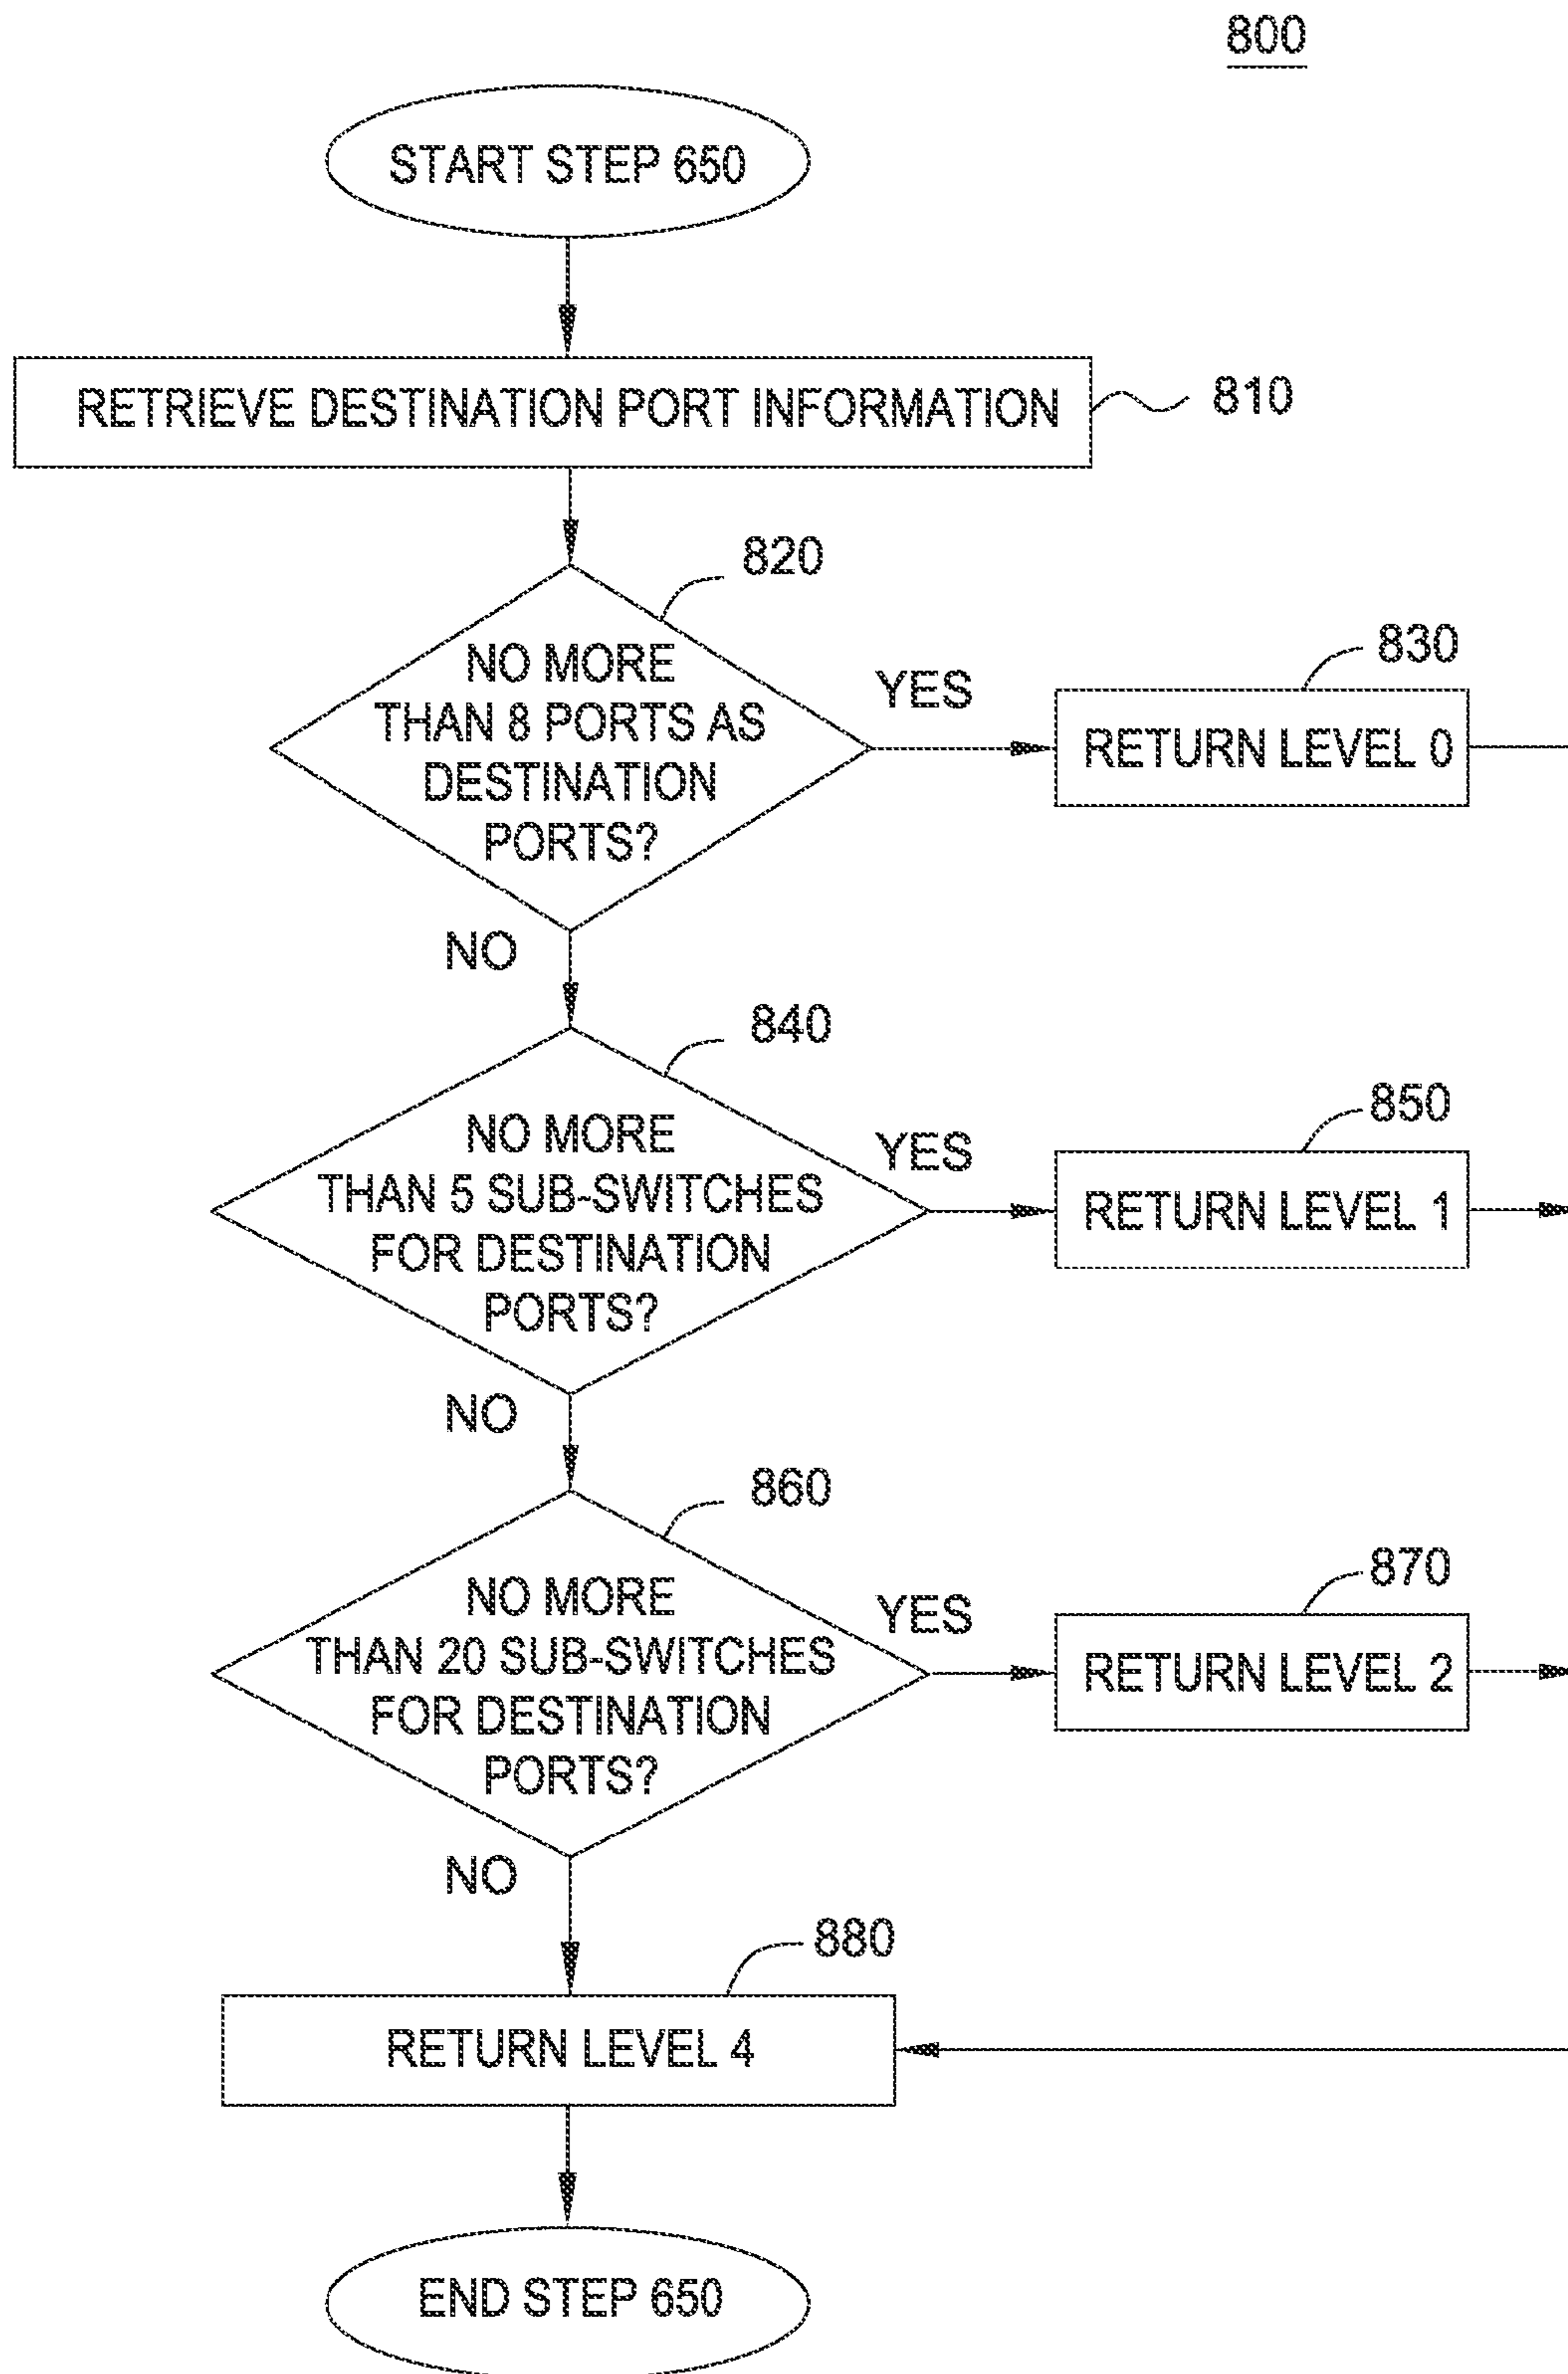 800
START STEP 650
RETRIEVE DESTINATION PORT INFORMATION
810
820
NO MORE
THAN 8 PORTS AS
DESTINATION
PORTS?
YES
830
RETURN LEVEL 0
NO
840
NO MORE
THAN 5 SUB-SWITCHES
FOR DESTINATION
PORTS?
YES
850
RETURN LEVEL 1
NO
860
NO MORE
THAN 20 SUB-SWITCHES
FOR DESTINATION
PORTS?
YES
870
RETURN LEVEL 2
NO
880
RETURN LEVEL 4
END STEP 650